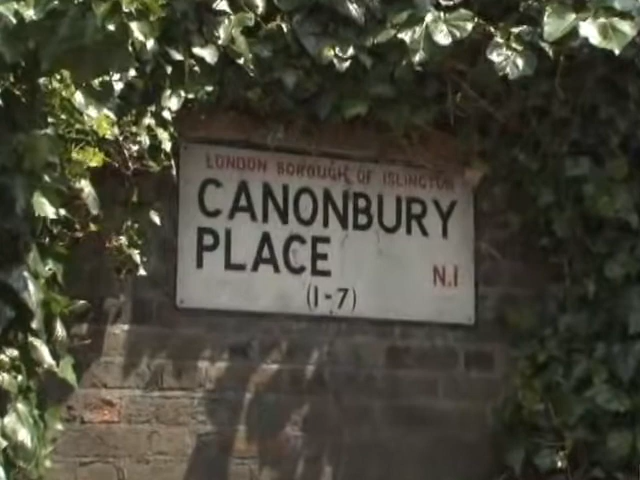 LONDON BOROUGH OF ISLINGTON
CANONBURY
PLACE
N.1
(1-7)